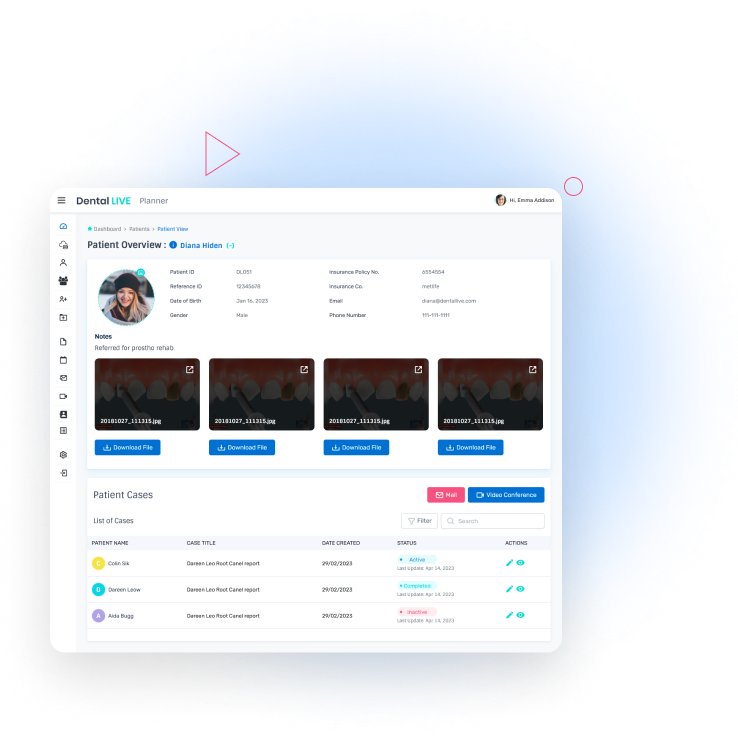 Dental LIVE Planner
Hi, Emma Addison
Dashboard > Patients > Patient View
Patient Overview : i Diana Hiden (-)
Patient ID DL051 Insurance Policy No. 6554554
Reference ID 12345678 Insurance Co. metlife
Date of Birth Jan 16, 2023 Email diana@dentallive.com
Gender Male Phone Number 111-111-1111
Notes
Referred for prostho rehab
20181027_111315.jpg 20181027_111315.jpg 20181027_111315.jpg 20181027_111315.jpg
Download File Download File Download File Download File
Patient Cases Mail Video Conference
List of Cases Filter Search
PATIENT NAME CASE TITLE DATE CREATED STATUS ACTIONS
C Colin Sik Dareen Leo Root Canel report 29/02/2023 Active
Last Update: Apr 14, 2023
D Dareen Leow Dareen Leo Root Canel report 29/02/2023 Completed
Last Update: Apr 14, 2023
A Aida Bugg Dareen Leo Root Canel report 29/02/2023 Inactive
Last Update: Apr 14, 2023